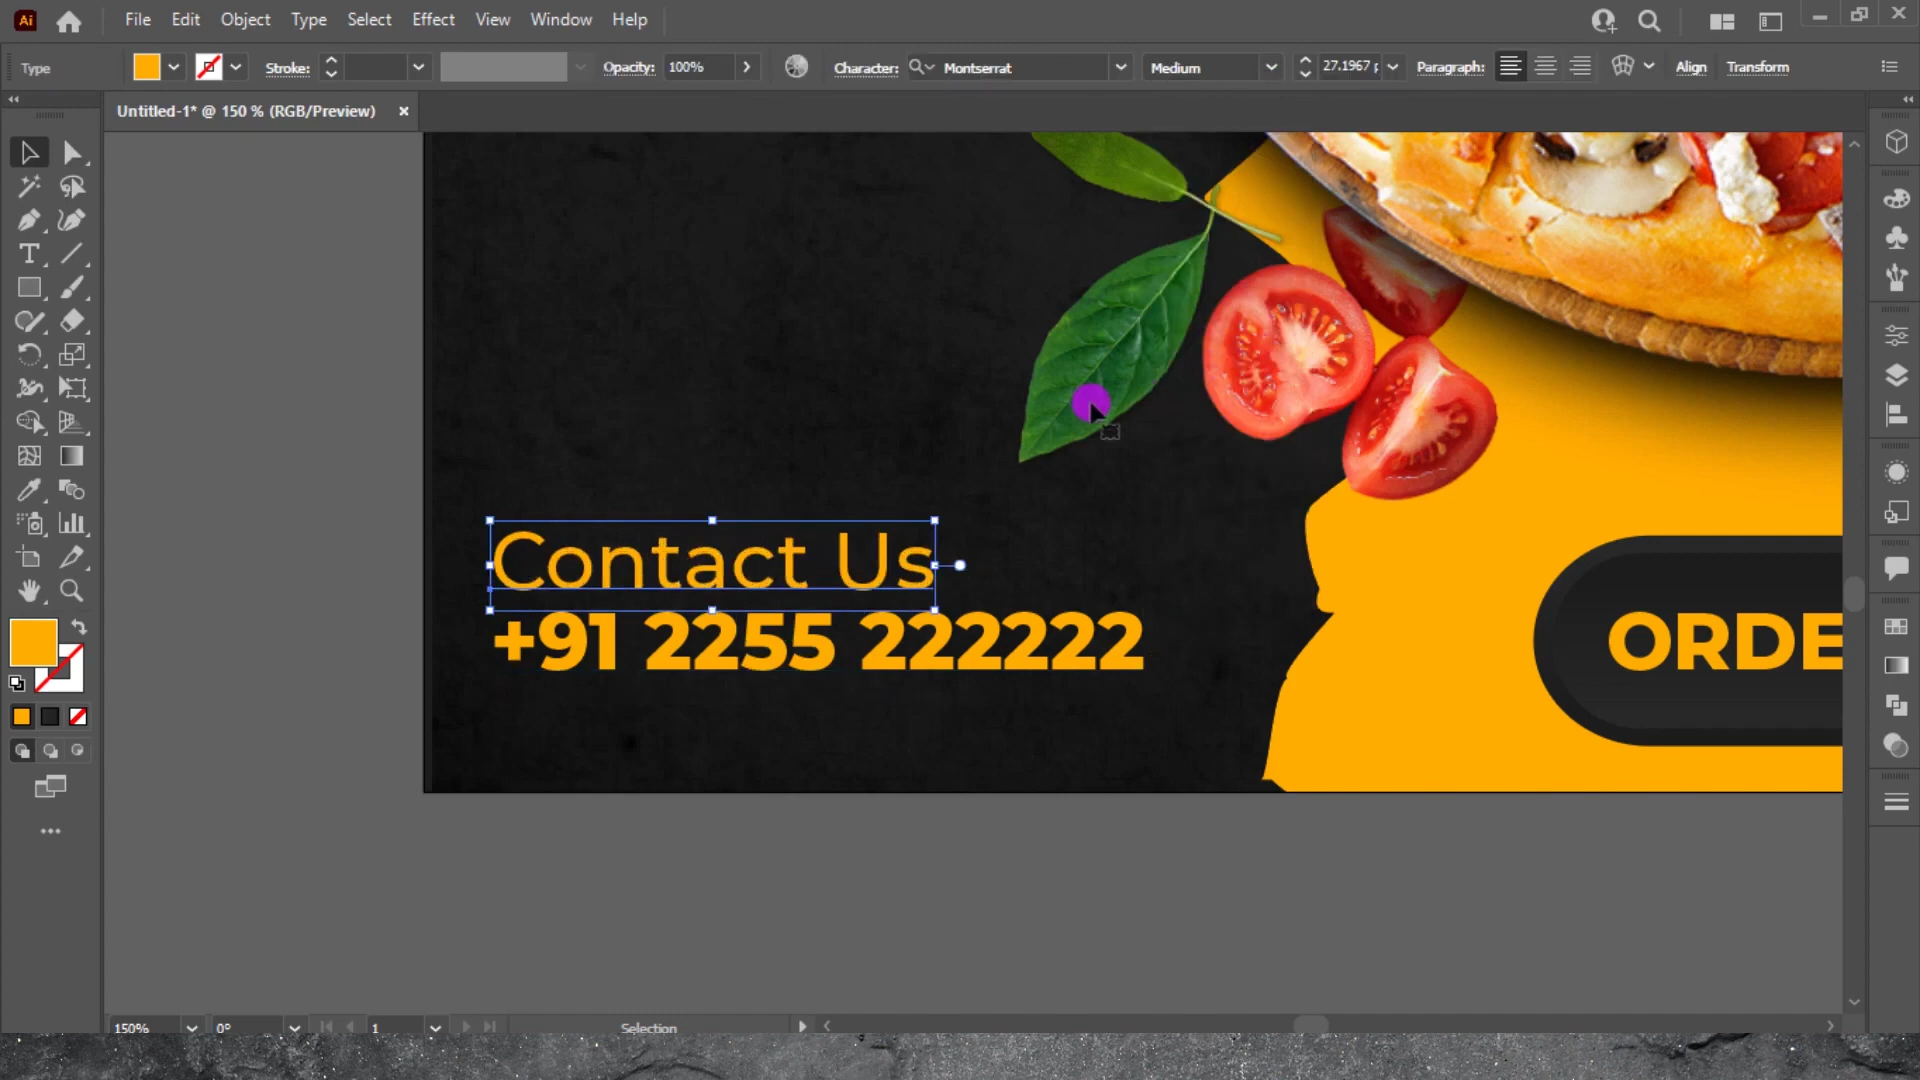 Ai File Edit Object Type Select Effect View Window Help
Type Stroke: Opacity: 100% Character: Montserrat Medium 27.1967 p Paragraph: Align Transform
Untitled-1* @ 150 % (RGB/Preview)
Contact Us
+91 2255 222222
ORDE
150% 0° 1 Selection